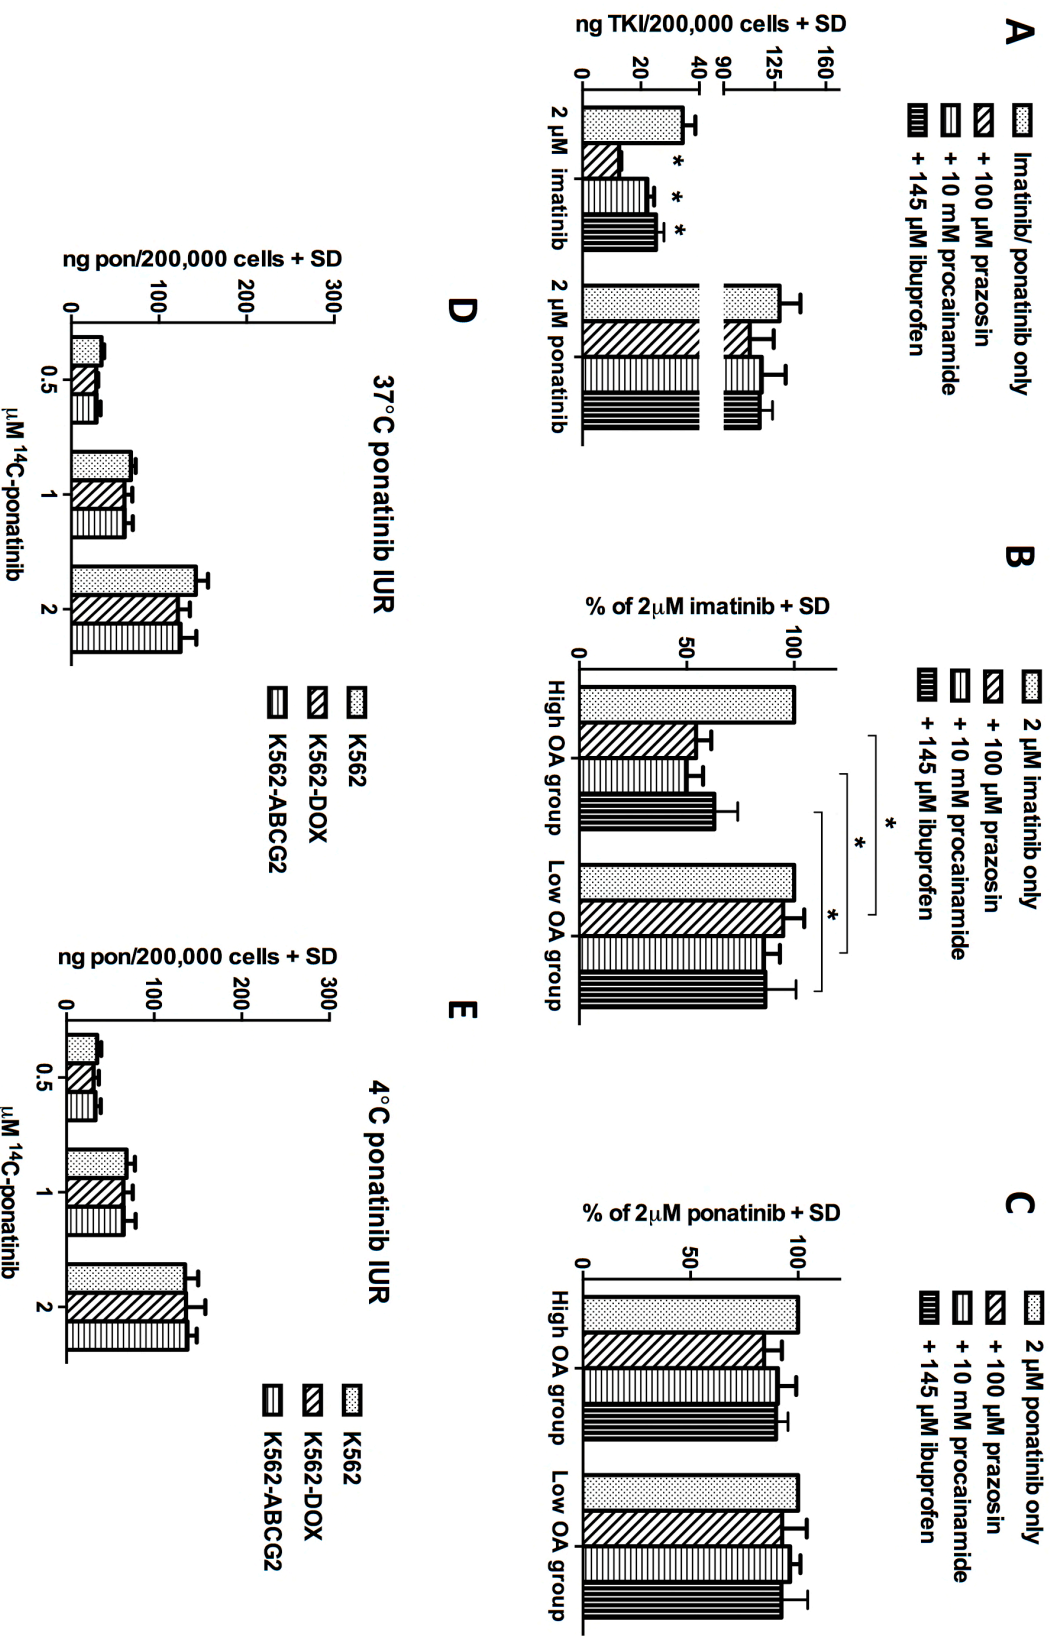 A
Imatinib/ponatinib only
+ 100 µM prazosin
+ 10 mM procainamide
+ 145 µM ibuprofen
ng TKI/200,000 cells + SD
160
125
90
40
20
0
* * *
2 µM imatinib
2 µM ponatinib
B
2 µM imatinib only
+ 100 µM prazosin
+ 10 mM procainamide
+ 145 µM ibuprofen
% of 2µM imatinib + SD
100
50
0
*
*
*
High OA group
Low OA group
C
2 µM ponatinib only
+ 100 µM prazosin
+ 10 mM procainamide
+ 145 µM ibuprofen
% of 2µM ponatinib + SD
100
50
0
High OA group
Low OA group
D
37°C ponatinib IUR
ng pon/200,000 cells + SD
300
200
100
0
0.5
1
2
µM ¹⁴C-ponatinib
K562
K562-DOX
K562-ABCG2
E
4°C ponatinib IUR
ng pon/200,000 cells + SD
300
200
100
0
0.5
1
2
µM ¹⁴C-ponatinib
K562
K562-DOX
K562-ABCG2